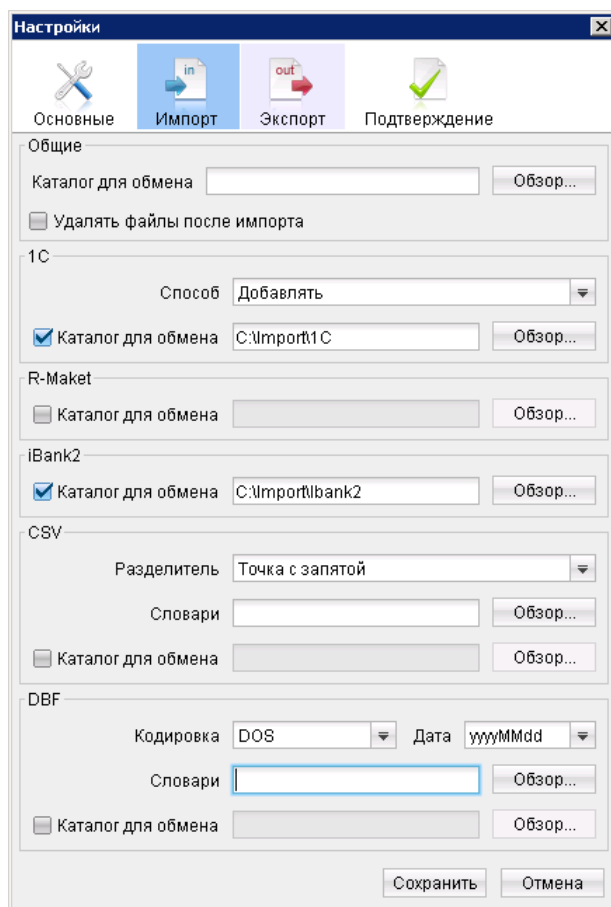 Настройки
in out
Основные Импорт Экспорт Подтверждение
Общие
Каталог для обмена Обзор...
Удалять файлы после импорта
1С
Способ Добавлять
Каталог для обмена C:\Import\1C Обзор...
R-Maket
Каталог для обмена Обзор...
iBank2
Каталог для обмена C:\Import\Ibank2 Обзор...
CSV
Разделитель Точка с запятой
Словари Обзор...
Каталог для обмена Обзор...
DBF
Кодировка DOS Дата yyyyMMdd
Словари Обзор...
Каталог для обмена Обзор...
Сохранить Отмена